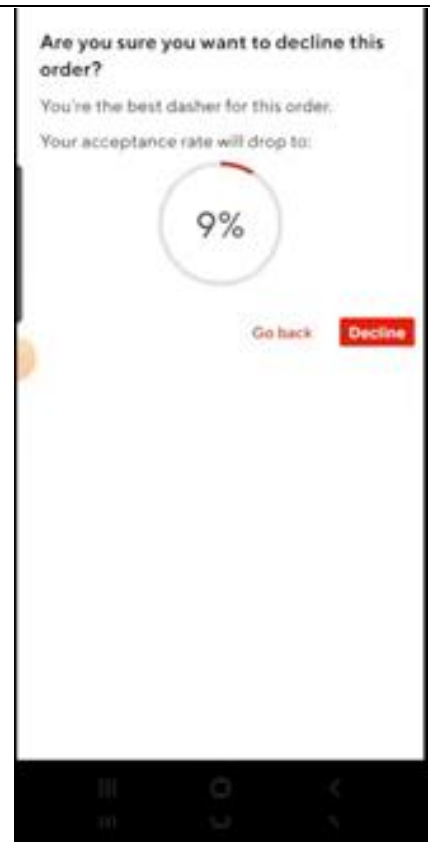 Are you sure you want to decline this
order?
You're the best dasher for this order.
Your acceptance rate will drop to:
9%
Go back
Decline